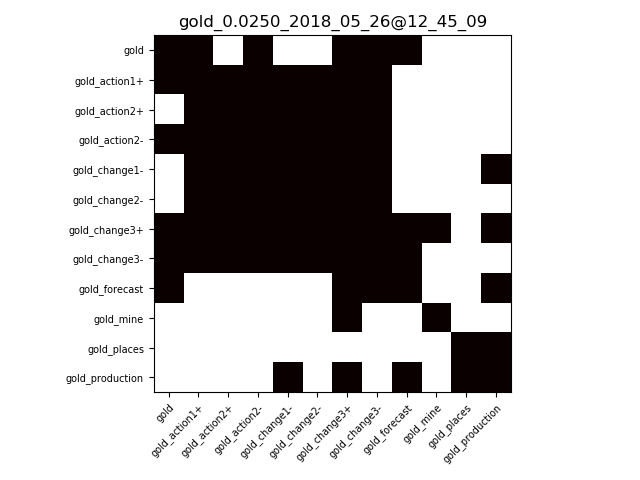 gold_0.0250_2018_05_26@12_45_09
gold
gold_action1+
gold_action2+
gold_action2-
gold_change1-
gold_change2-
gold_change3+
gold_change3-
gold_forecast
gold_mine
gold_places
gold_production
gold
gold_action1+
gold_action2+
gold_action2-
gold_change1-
gold_change2-
gold_change3+
gold_change3-
gold_forecast
gold_mine
gold_places
gold_production